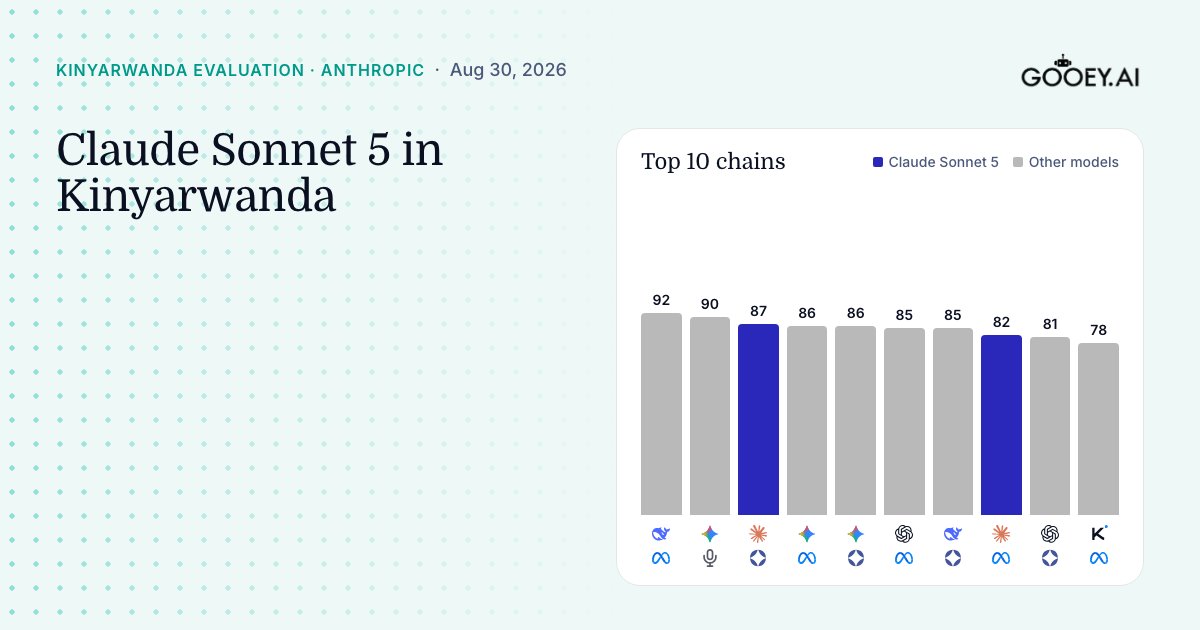 KINYARWANDA EVALUATION · ANTHROPIC · Aug 30, 2026
GOOEY.AI
Claude Sonnet 5 in
Kinyarwanda
Top 10 chains
Claude Sonnet 5
Other models
92 90 87 86 86 85 85 82 81 78